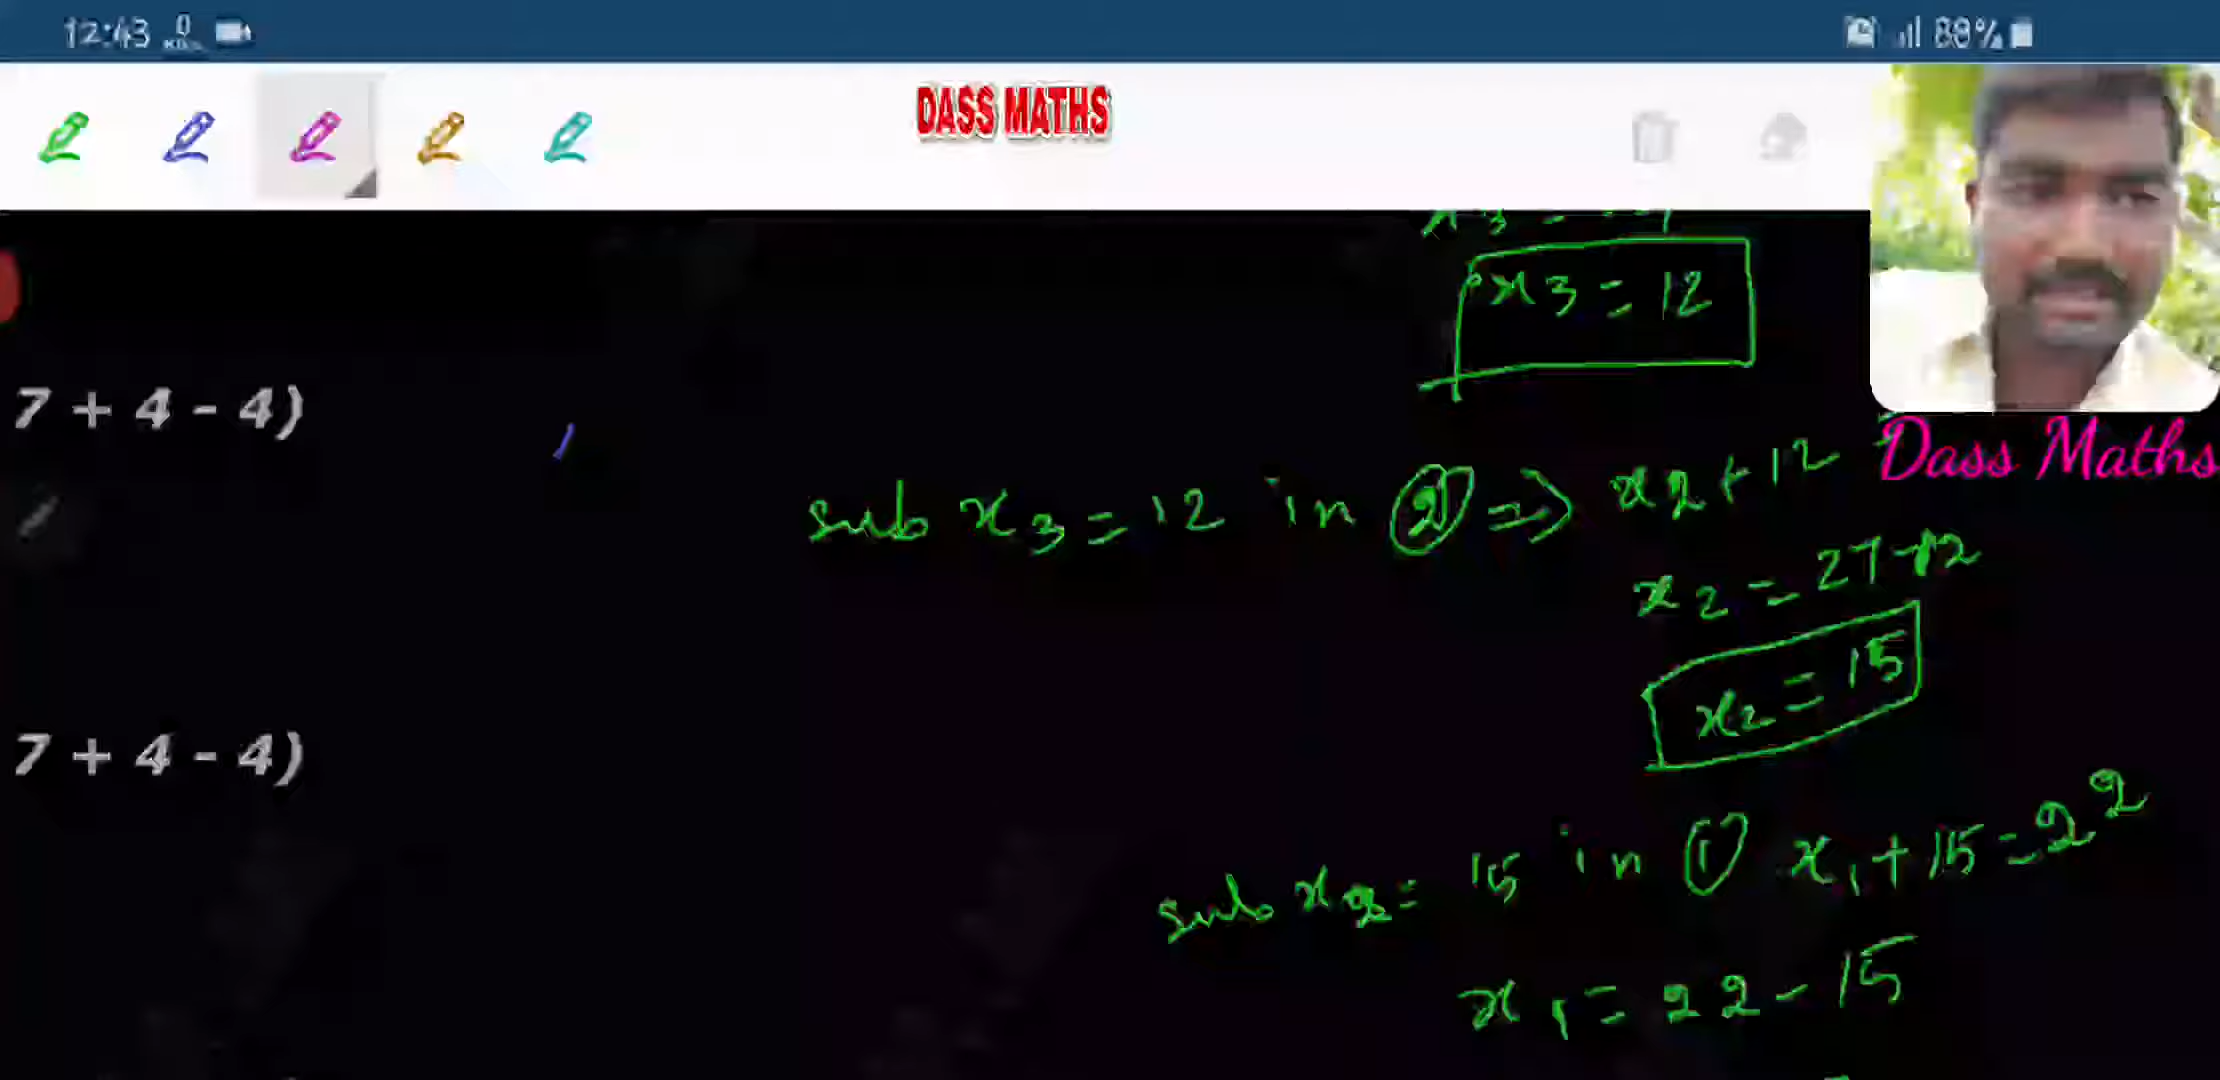 12:43 0 KB/s 88%
DASS MATHS
x3 = 12
7 + 4 - 4)
Dass Maths
sub x3 = 12 in ② => x2 + 12 =
x2 = 27-12
x2 = 15
7 + 4 - 4)
sub x2 = 15 in ① x1 + 15 = 22
x1 = 22 - 15